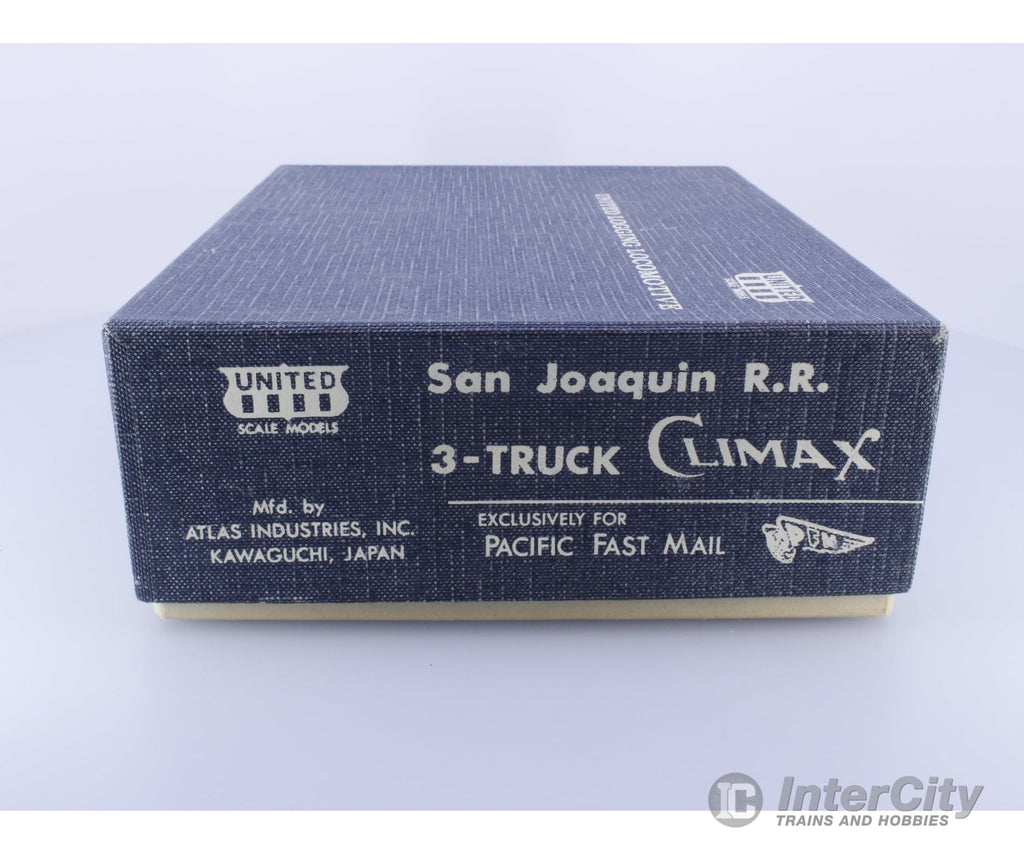 UNITED
SCALE MODELS
San Joaquin R.R.
3-TRUCK CLIMAX
Mfd. by
ATLAS INDUSTRIES, INC.
KAWAGUCHI, JAPAN
EXCLUSIVELY FOR
PACIFIC FAST MAIL
PFM
UNITED
InterCity
TRAINS AND HOBBIES